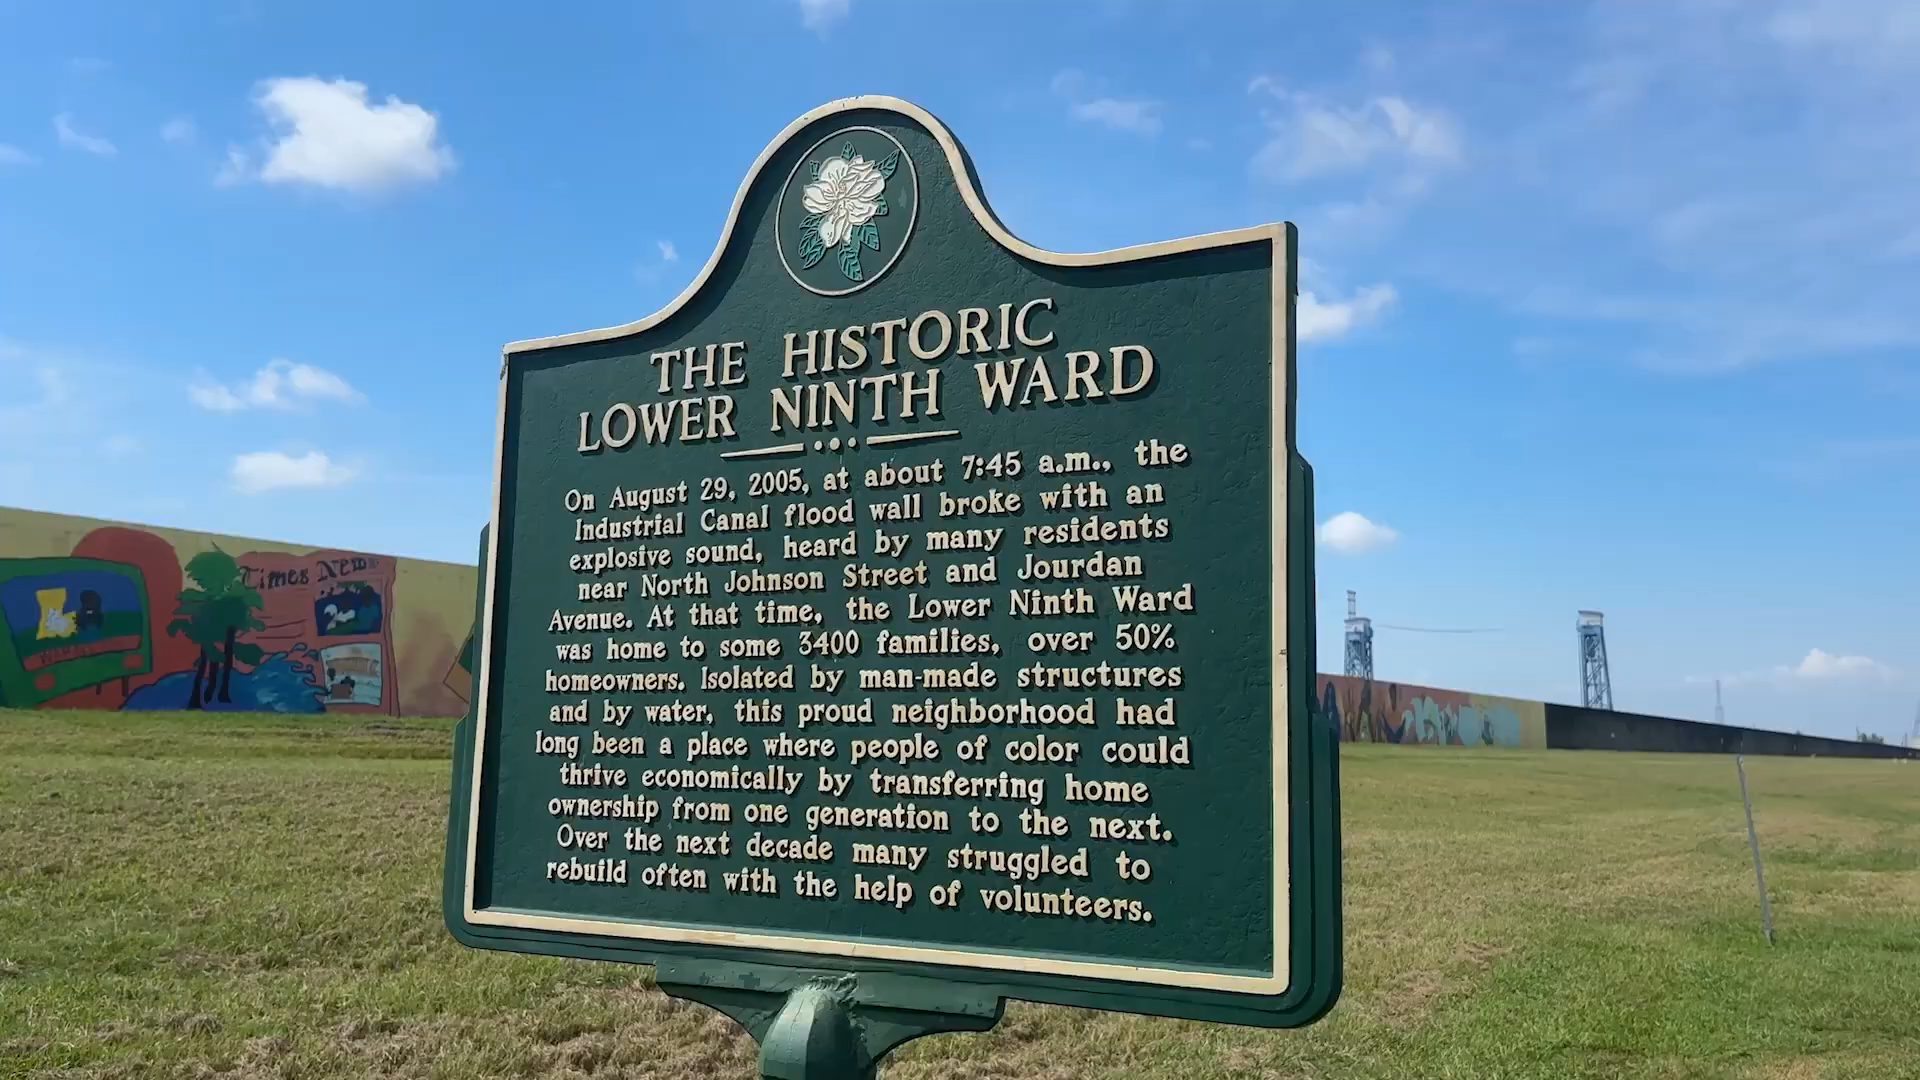 THE HISTORIC
LOWER NINTH WARD
On August 29, 2005, at about 7:45 a.m., the
Industrial Canal flood wall broke with an
explosive sound, heard by many residents
near North Johnson Street and Jourdan
Avenue. At that time, the Lower Ninth Ward
was home to some 3400 families, over 50%
homeowners. Isolated by man-made structures
and by water, this proud neighborhood had
long been a place where people of color could
thrive economically by transferring home
ownership from one generation to the next.
Over the next decade many struggled to
rebuild often with the help of volunteers.
Times News